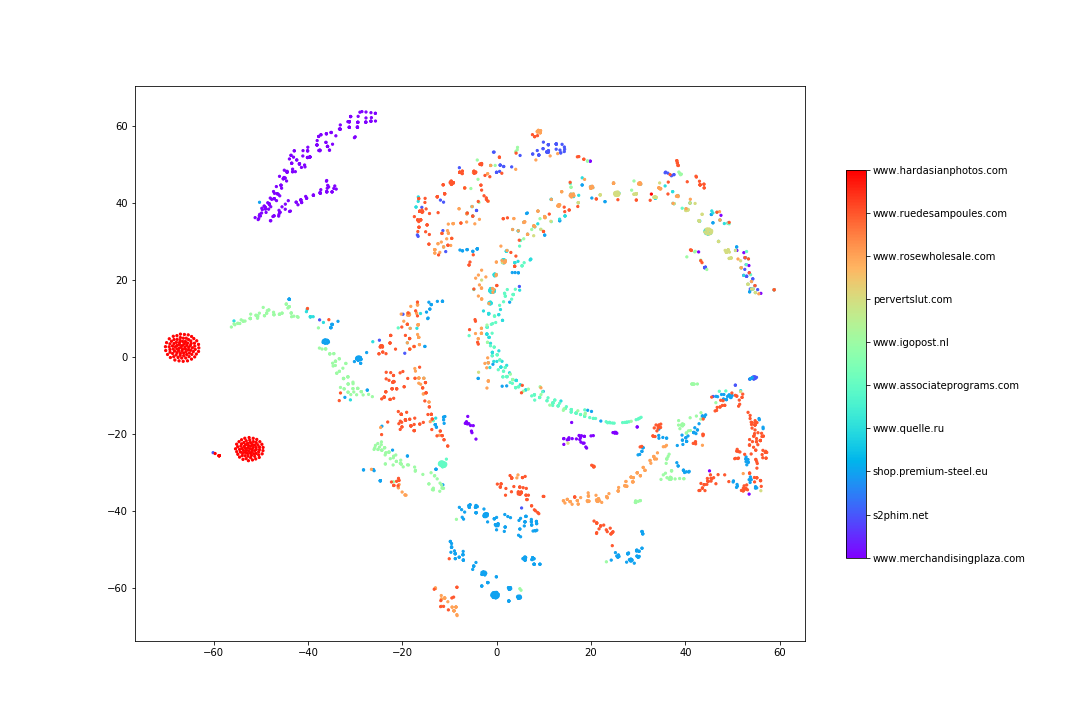 60
40
20
0
−20
−40
−60
−60 −40 −20 0 20 40 60
www.hardasianphotos.com
www.ruedesampoules.com
www.rosewholesale.com
pervertslut.com
www.igopost.nl
www.associateprograms.com
www.quelle.ru
shop.premium-steel.eu
s2phim.net
www.merchandisingplaza.com